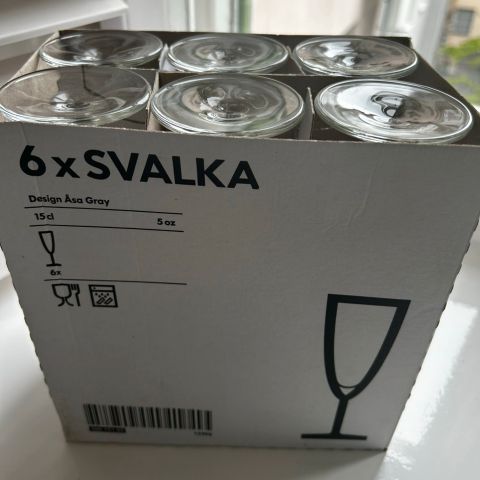 6 x SVALKA
Design Åsa Gray
15 cl 5 oz
6x